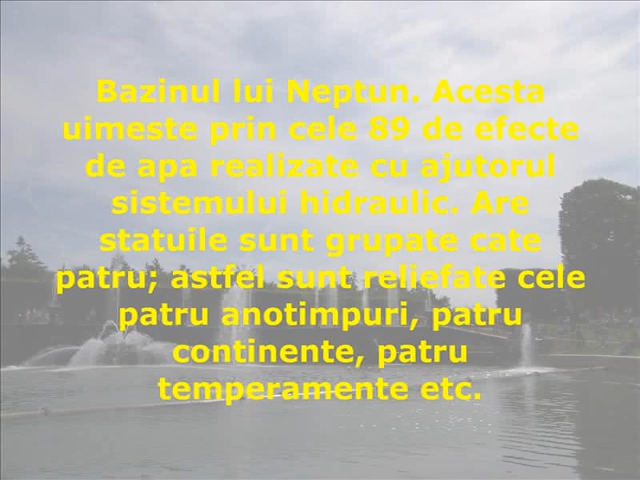 Bazinul lui Neptun. Acesta
uimeste prin cele 89 de efecte
de apa realizate cu ajutorul
sistemului hidraulic. Are
statuile sunt grupate cate
patru; astfel sunt reliefate cele
patru anotimpuri, patru
continente, patru
temperamente etc.